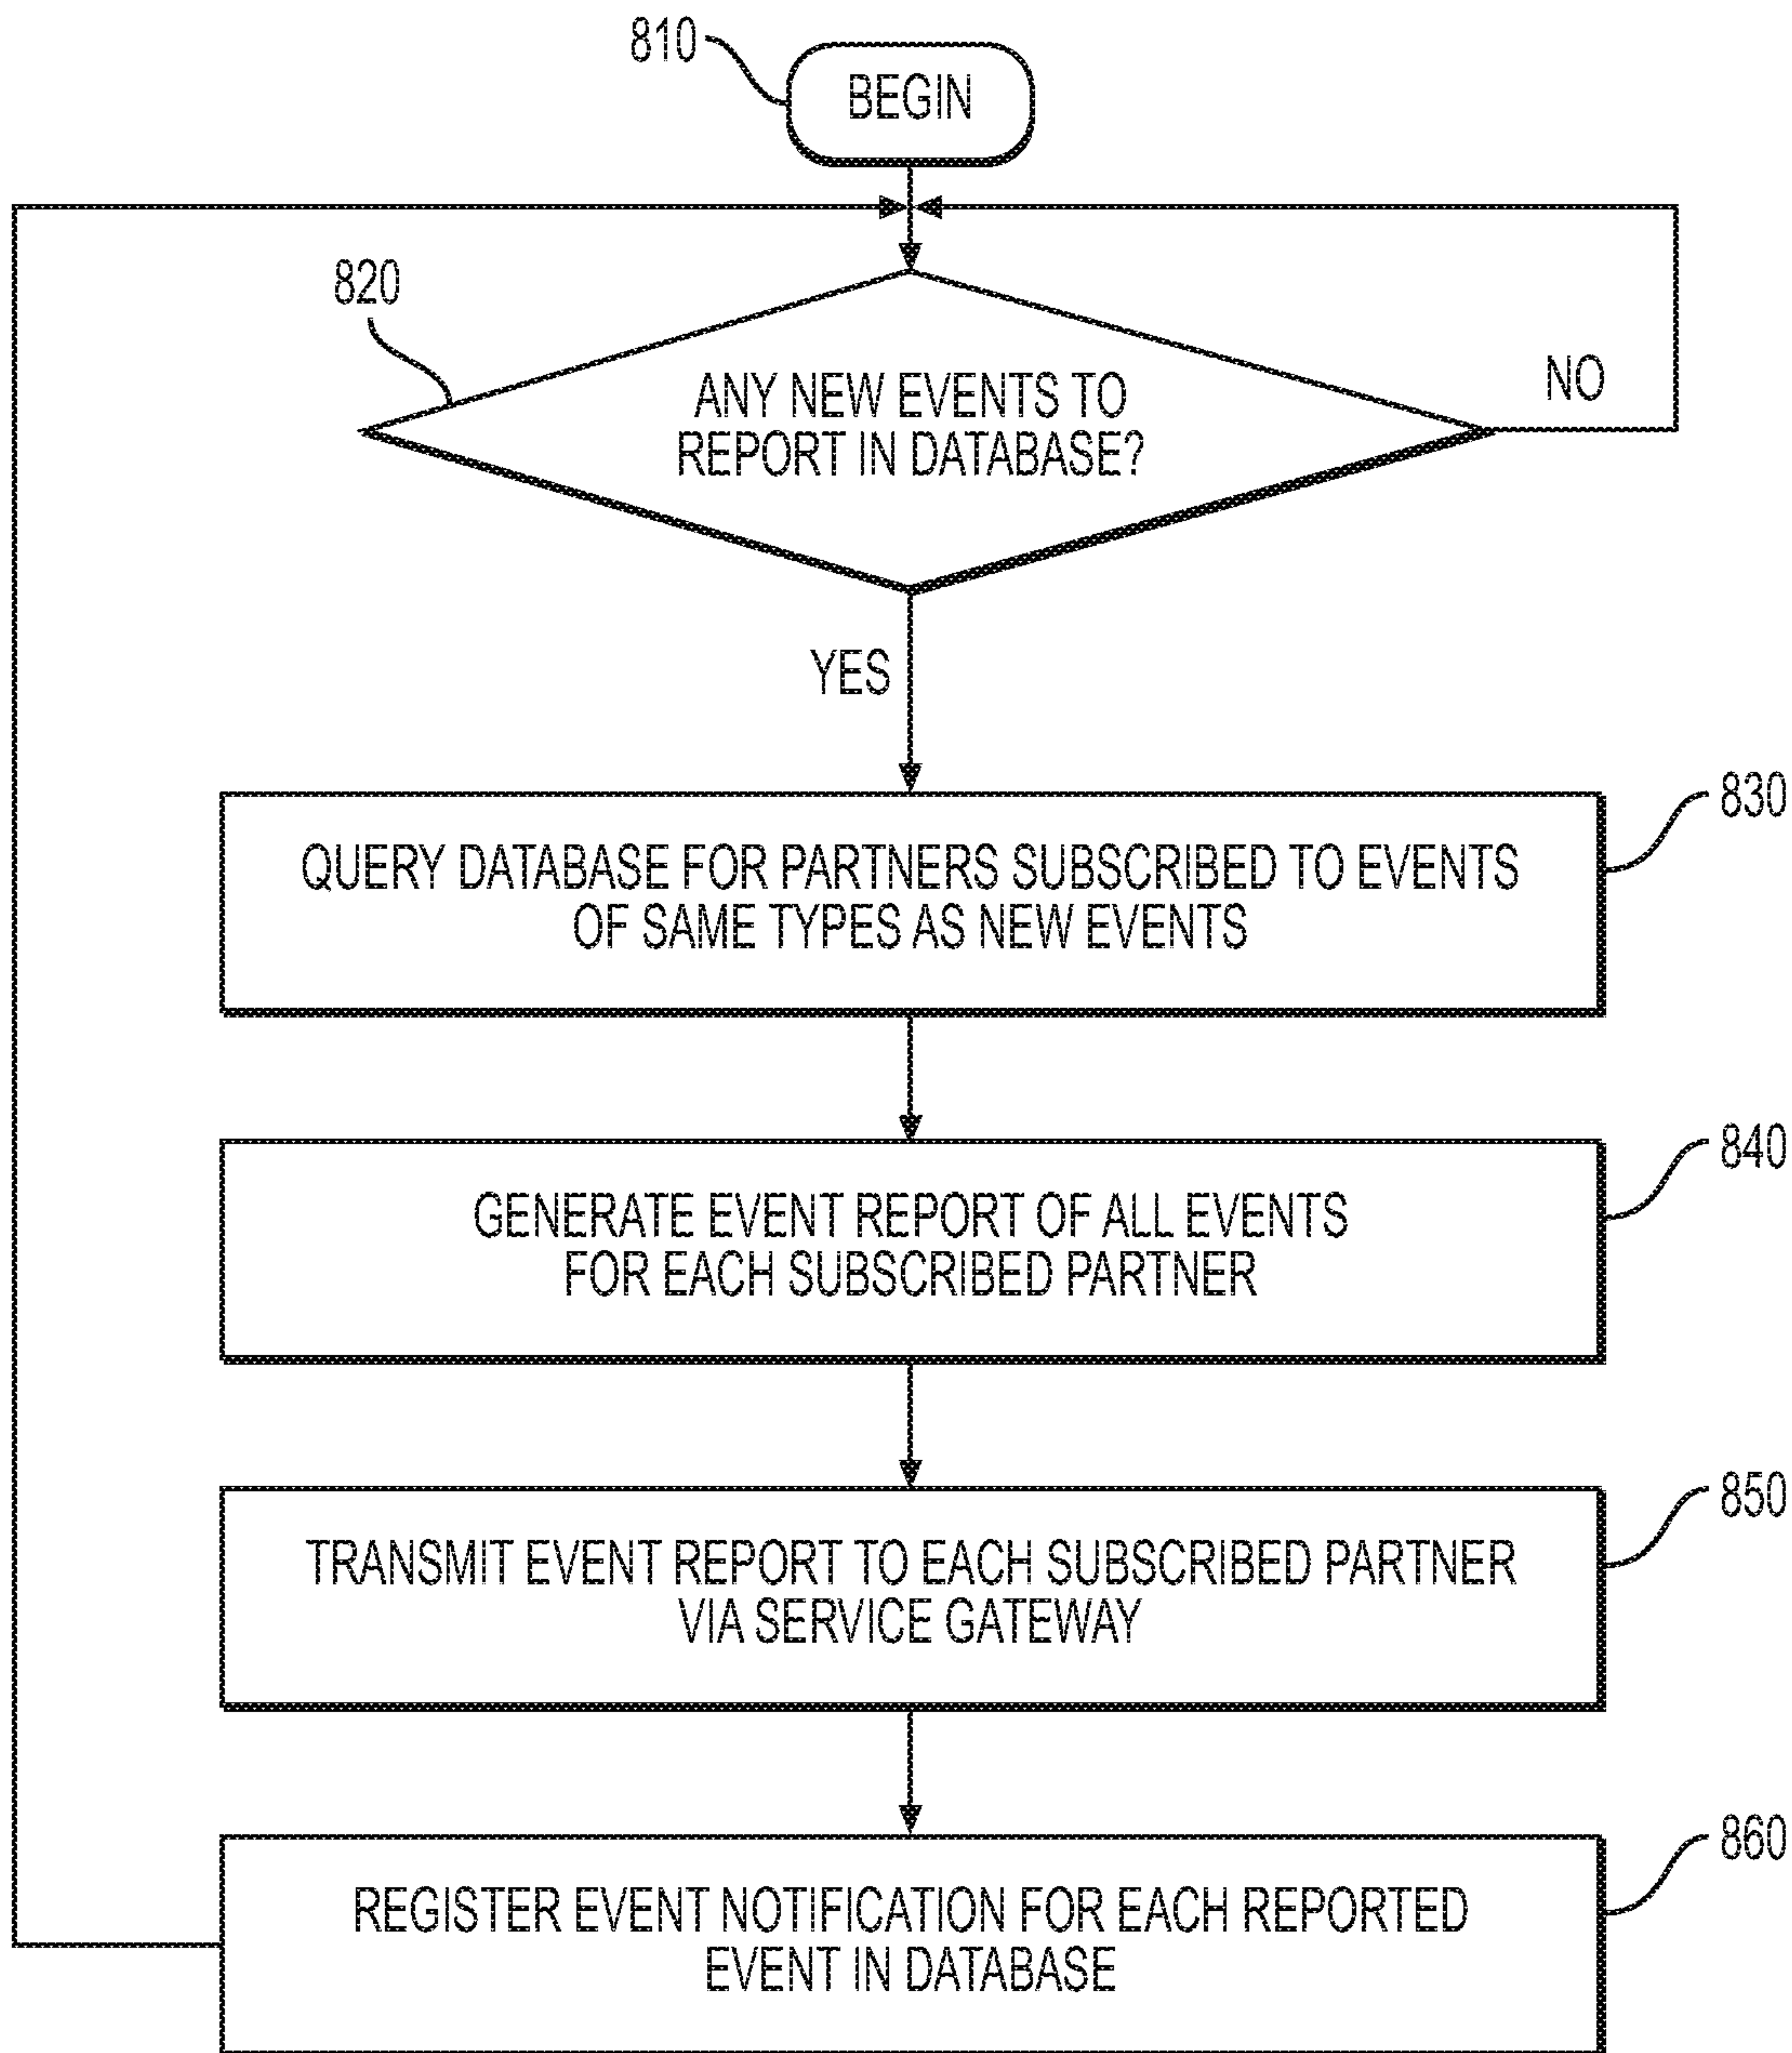 810
BEGIN
820
ANY NEW EVENTS TO
REPORT IN DATABASE?
NO
YES
830
QUERY DATABASE FOR PARTNERS SUBSCRIBED TO EVENTS
OF SAME TYPES AS NEW EVENTS
840
GENERATE EVENT REPORT OF ALL EVENTS
FOR EACH SUBSCRIBED PARTNER
850
TRANSMIT EVENT REPORT TO EACH SUBSCRIBED PARTNER
VIA SERVICE GATEWAY
860
REGISTER EVENT NOTIFICATION FOR EACH REPORTED
EVENT IN DATABASE